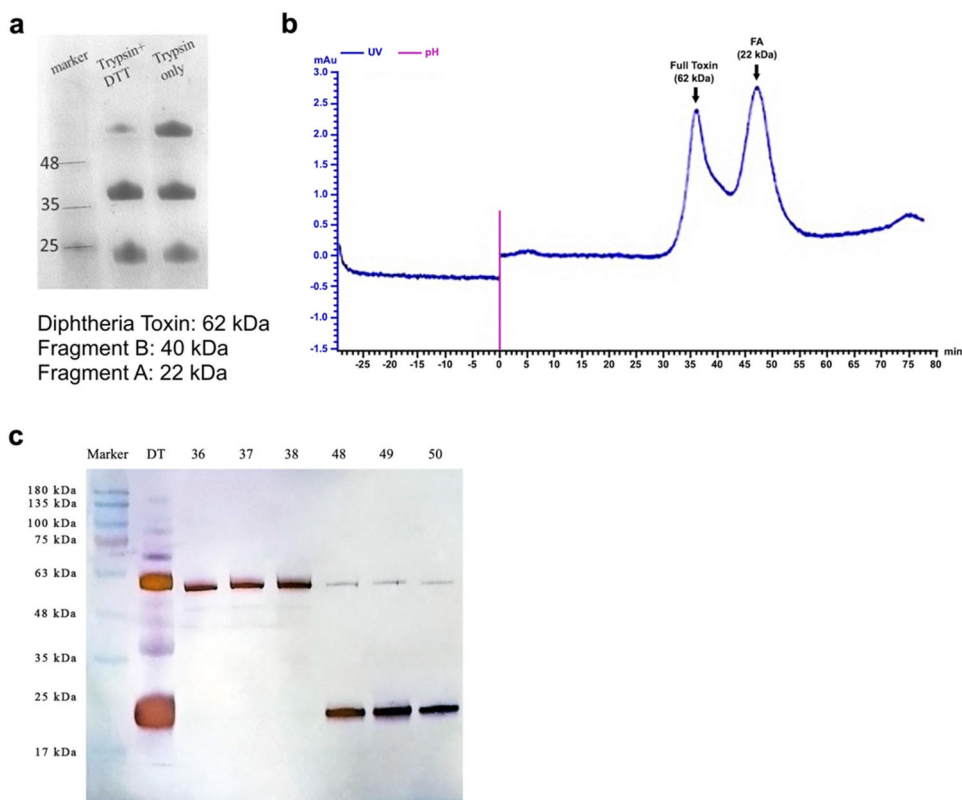 a
marker
Trypsin+
DTT
Trypsin
only
48
35
25
Diphtheria Toxin: 62 kDa
Fragment B: 40 kDa
Fragment A: 22 kDa
b
UV
pH
mAu
3.0
2.5
2.0
1.5
1.0
0.5
0.0
-0.5
-1.0
-1.5
Full Toxin
(62 kDa)
FA
(22 kDa)
-25 -20 -15 -10 -5 0 5 10 15 20 25 30 35 40 45 50 55 60 65 70 75 80 min
c
Marker DT 36 37 38 48 49 50
180 kDa
135 kDa
100 kDa
75 kDa
63 kDa
48 kDa
35 kDa
25 kDa
17 kDa